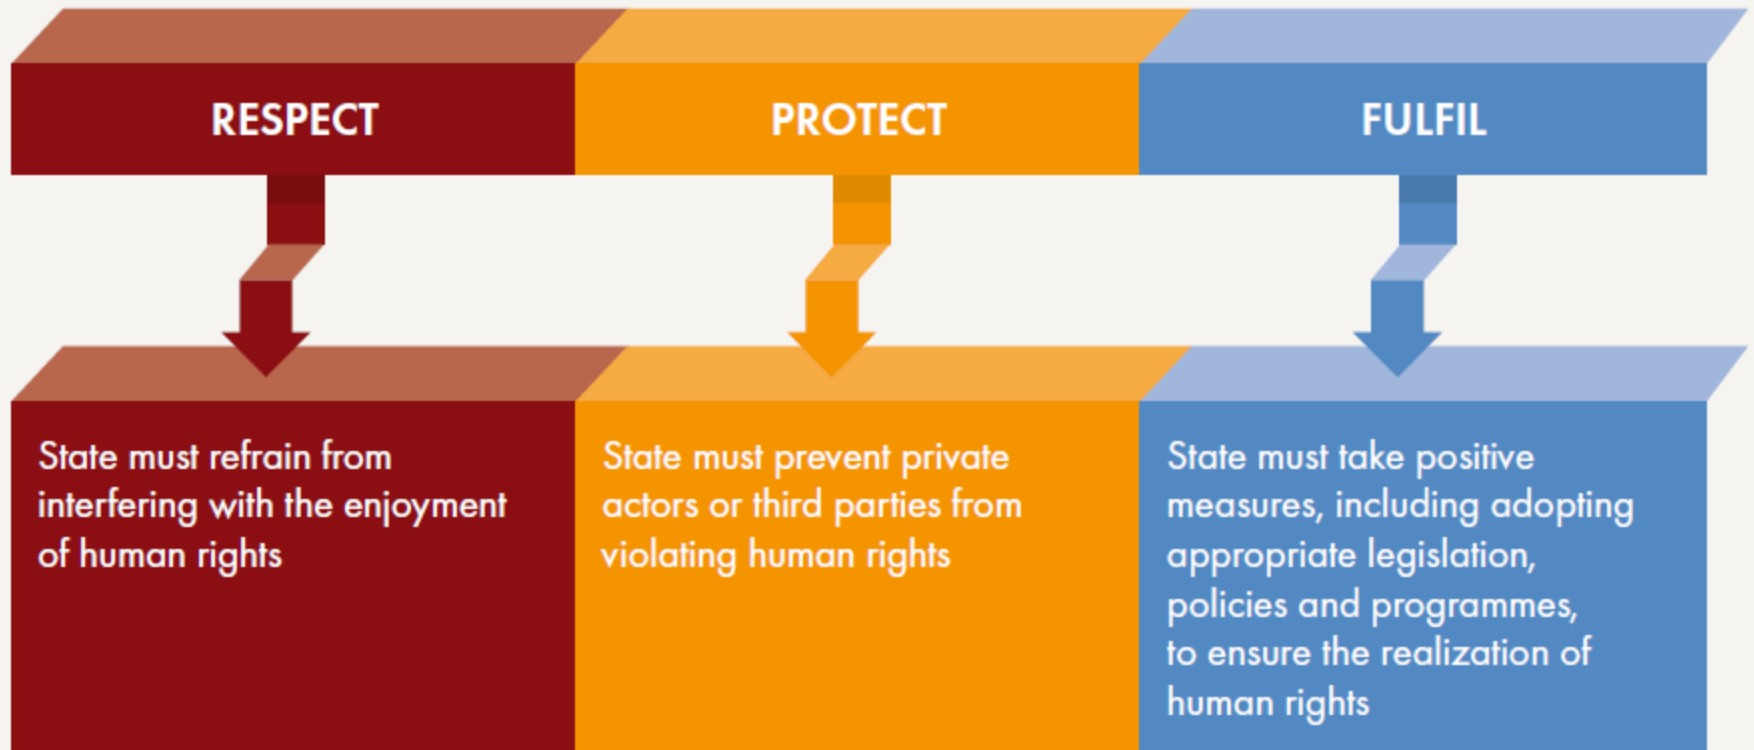 RESPECT
PROTECT
FULFIL
State must refrain from
interfering with the enjoyment
of human rights
State must prevent private
actors or third parties from
violating human rights
State must take positive
measures, including adopting
appropriate legislation,
policies and programmes,
to ensure the realization of
human rights